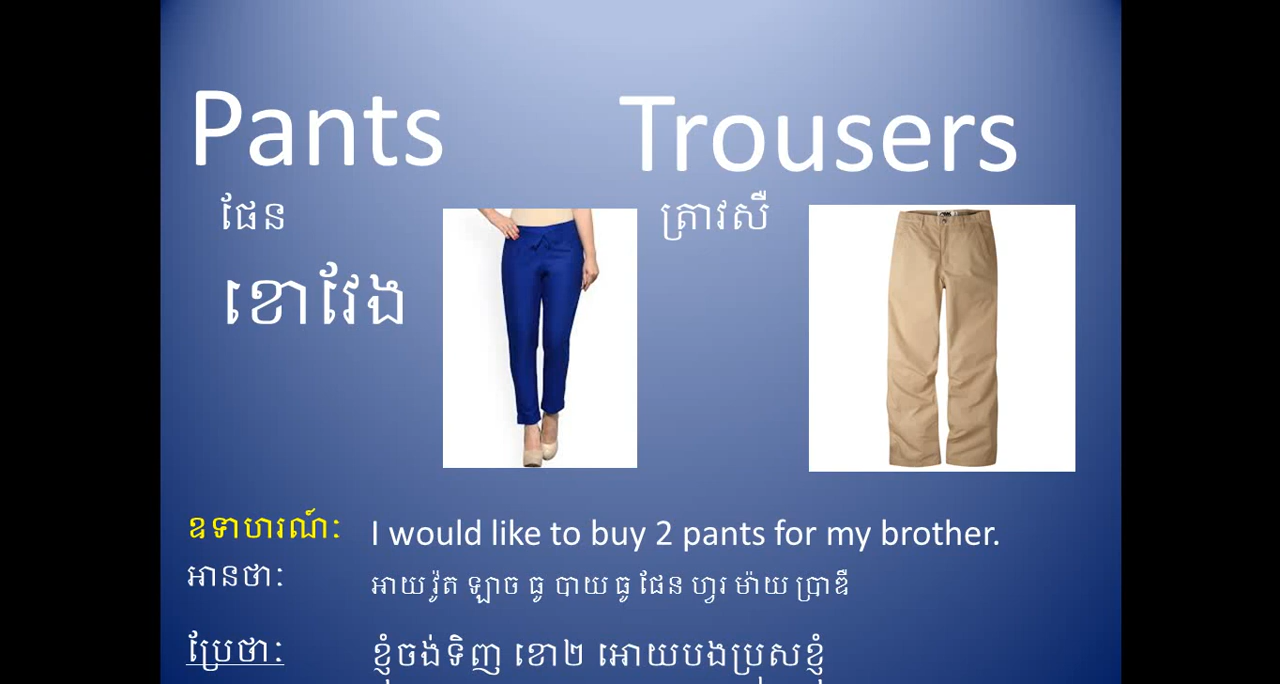 Pants Trousers
ផែន ត្រាវសឺ
ខោវែង
ឧទាហរណ៍ៈ I would like to buy 2 pants for my brother.
អានថាៈ អាយ វ៉ូត ឡាច ធូ បាយ ធូ ផែន ហ្វរ ម៉ាយ ប្រាឌឺ
ប្រែថាៈ ខ្ញុំចង់ទិញ ខោ២ អោយបងប្រុសខ្ញុំ